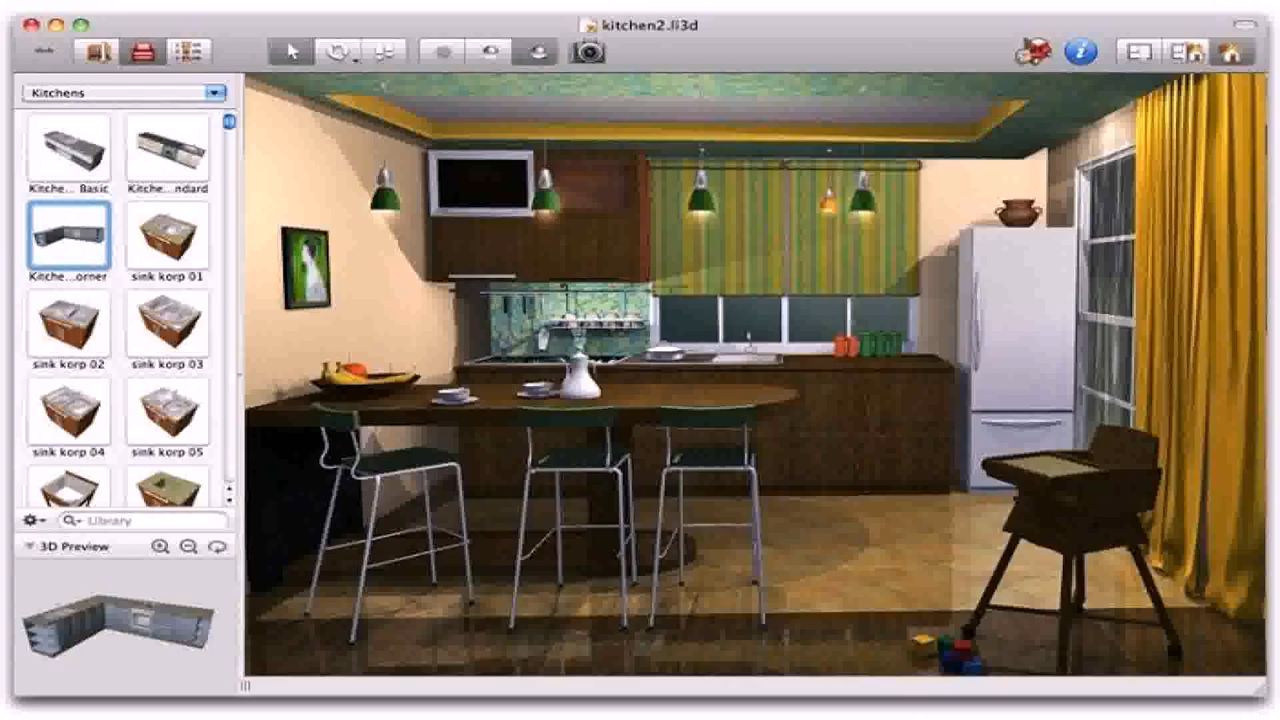 kitchen2.li3d
Kitchens
Kitche... Basic
Kitche...ndard
Kitche...orner
sink korp 01
sink korp 02
sink korp 03
sink korp 04
sink korp 05
Library
3D Preview